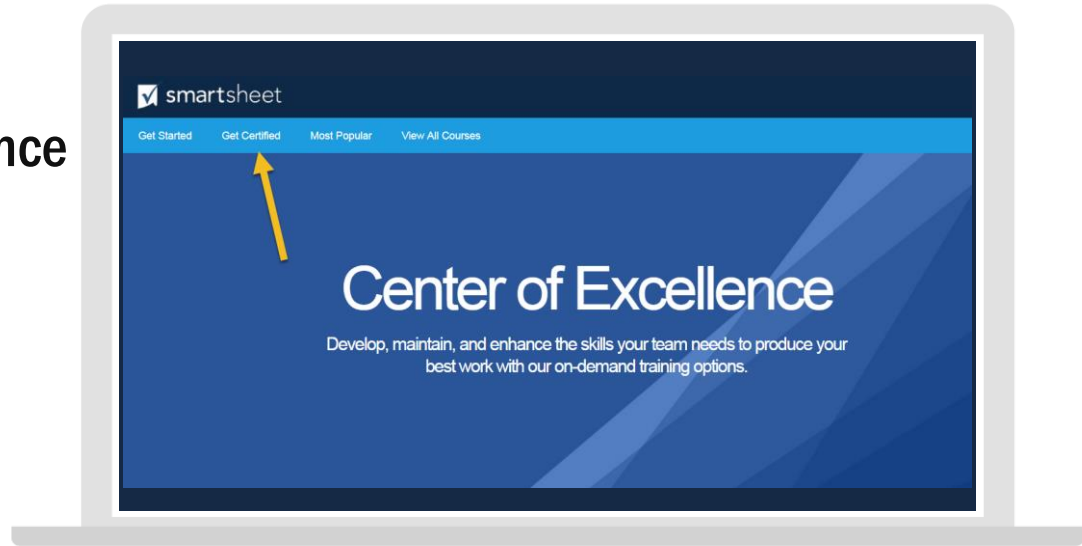 smartsheet
nce
Get Started Get Certified Most Popular View All Courses
Center of Excellence
Develop, maintain, and enhance the skills your team needs to produce your
best work with our on-demand training options.